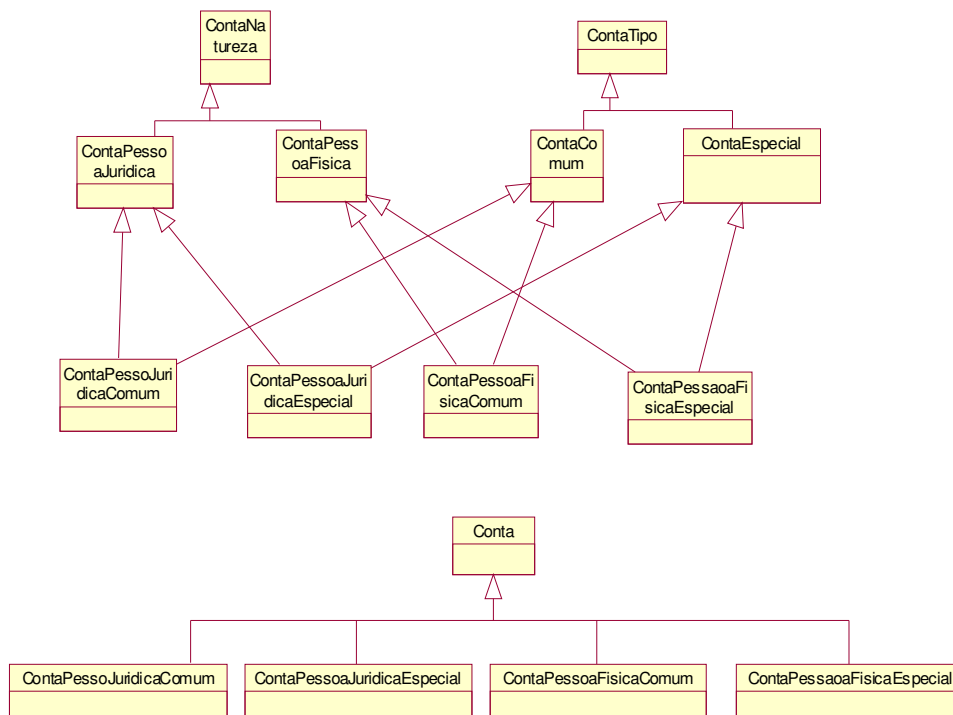 ContaNa
tureza
ContaTipo
ContaPesso
aJuridica
ContaPess
oaFisica
ContaCo
mum
ContaEspecial
ContaPessoJuri
dicaComum
ContaPessoaJuri
dicaEspecial
ContaPessoaFi
sicaComum
ContaPessaoaFi
sicaEspecial
Conta
ContaPessoJuridicaComum
ContaPessoaJuridicaEspecial
ContaPessoaFisicaComum
ContaPessaoaFisicaEspecial